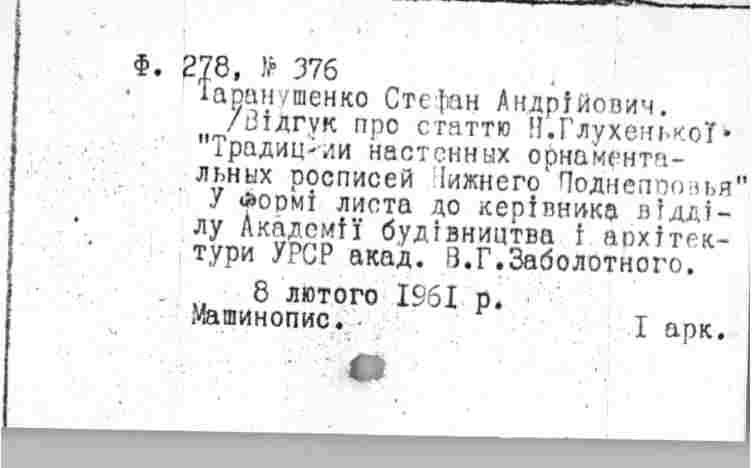 Ф. 278, № 376
Таранушенко Стефан Андрійович.
/Відгук про статтю Н.Глухенької
"Традиции настенных орнамента-
льных росписей Нижнего Поднепровья"
У формі листа до керівника відді-
лу Академії будівництва і архітек-
тури УРСР акад. В.Г.Заболотного.
8 лютого 1961 р.
Машинопис.
1 арк.